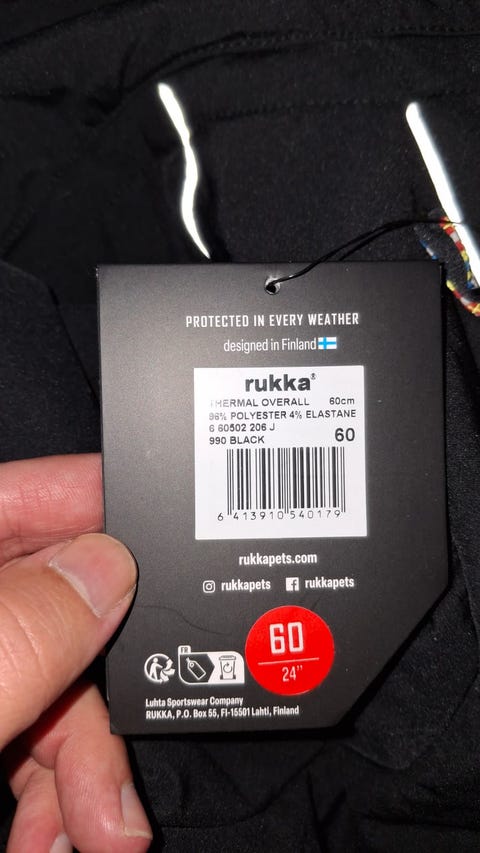 PROTECTED IN EVERY WEATHER
designed in Finland
rukka®
THERMAL OVERALL 60cm
96% POLYESTER 4% ELASTANE
6 60502 206 J
990 BLACK 60
6 413910 540179
rukkapets.com
rukkapets rukkapets
60
24"
FR
Luhta Sportswear Company
RUKKA, P.O. Box 55, FI-15501 Lahti, Finland